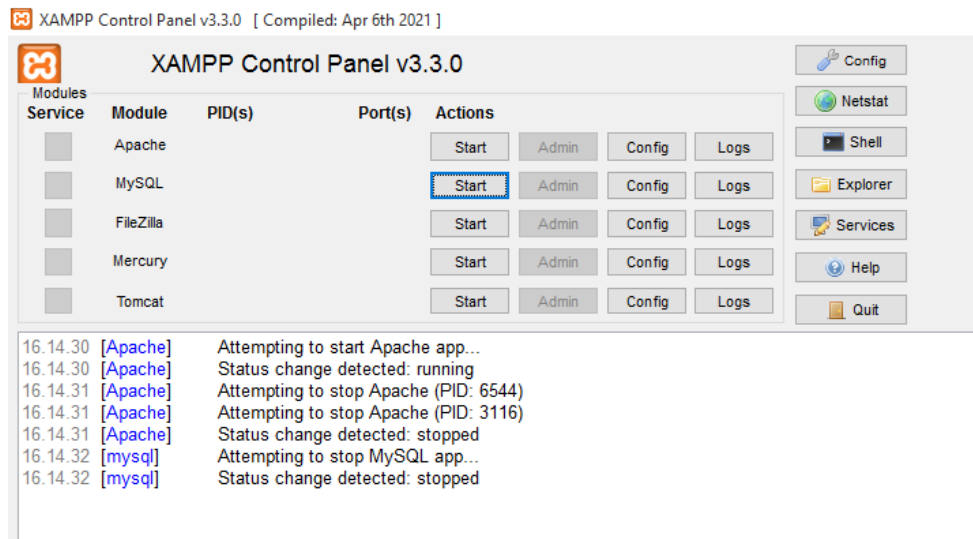 XAMPP Control Panel v3.3.0 [ Compiled: Apr 6th 2021 ]
XAMPP Control Panel v3.3.0
Config
Modules
Service Module PID(s) Port(s) Actions
Netstat
Apache Start Admin Config Logs
Shell
MySQL Start Admin Config Logs
Explorer
FileZilla Start Admin Config Logs
Services
Mercury Start Admin Config Logs
Help
Tomcat Start Admin Config Logs
Quit
16.14.30 [Apache] Attempting to start Apache app...
16.14.30 [Apache] Status change detected: running
16.14.31 [Apache] Attempting to stop Apache (PID: 6544)
16.14.31 [Apache] Attempting to stop Apache (PID: 3116)
16.14.31 [Apache] Status change detected: stopped
16.14.32 [mysql] Attempting to stop MySQL app...
16.14.32 [mysql] Status change detected: stopped